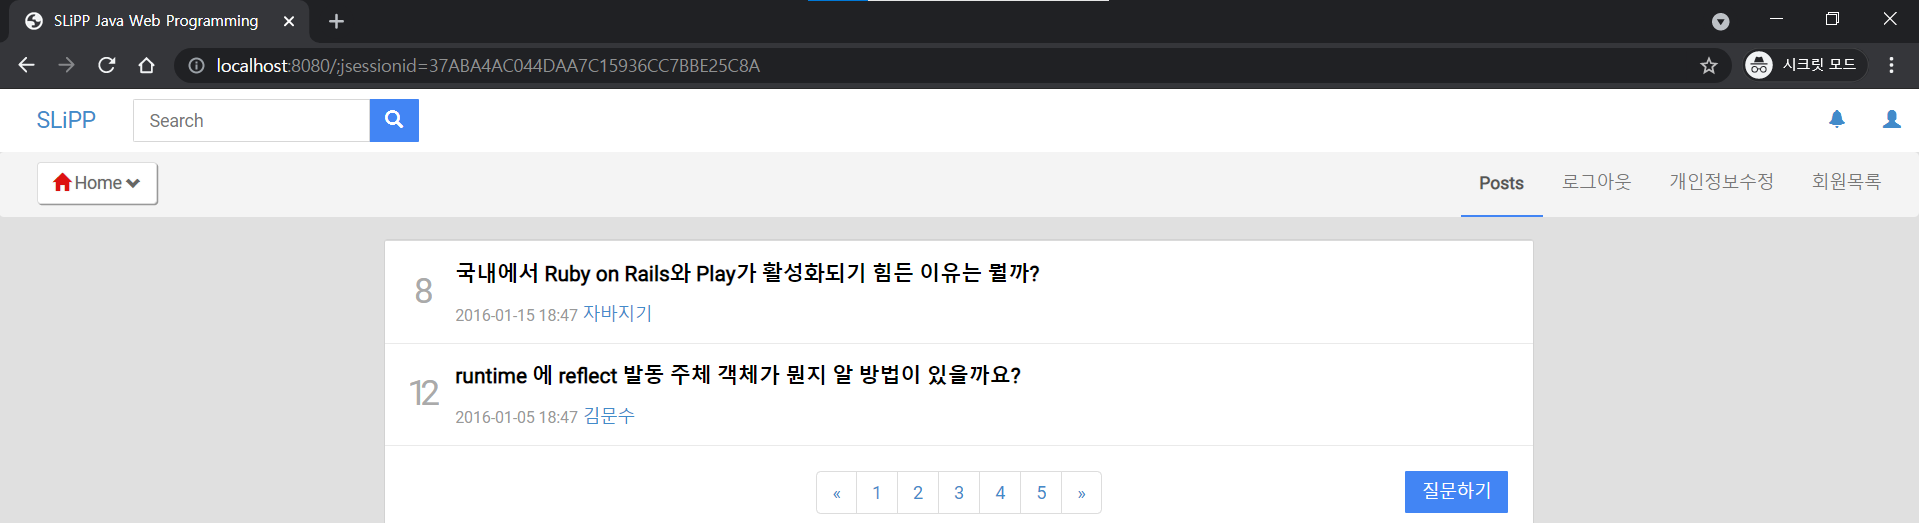 SLiPP Java Web Programming
localhost:8080/;jsessionid=37ABA4AC044DAA7C15936CC7BBE25C8A
시크릿 모드
SLiPP
Search
Home
Posts 로그아웃 개인정보수정 회원목록
8
국내에서 Ruby on Rails와 Play가 활성화되기 힘든 이유는 뭘까?
2016-01-15 18:47 자바지기
12
runtime 에 reflect 발동 주체 객체가 뭔지 알 방법이 있을까요?
2016-01-05 18:47 김문수
« 1 2 3 4 5 »
질문하기